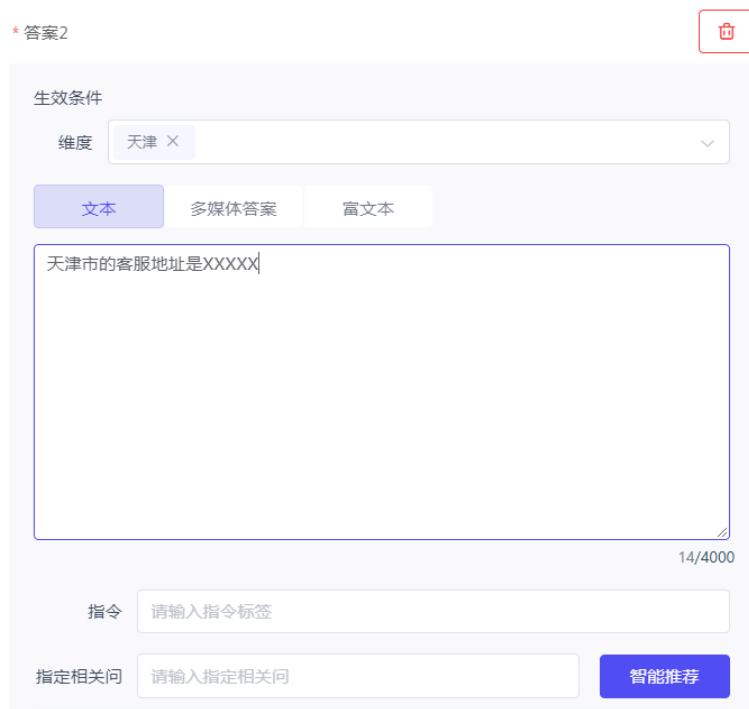 * 答案2
生效条件
维度 天津
文本 多媒体答案 富文本
天津市的客服地址是XXXXX
14/4000
指令 请输入指令标签
指定相关问 请输入指定相关问 智能推荐